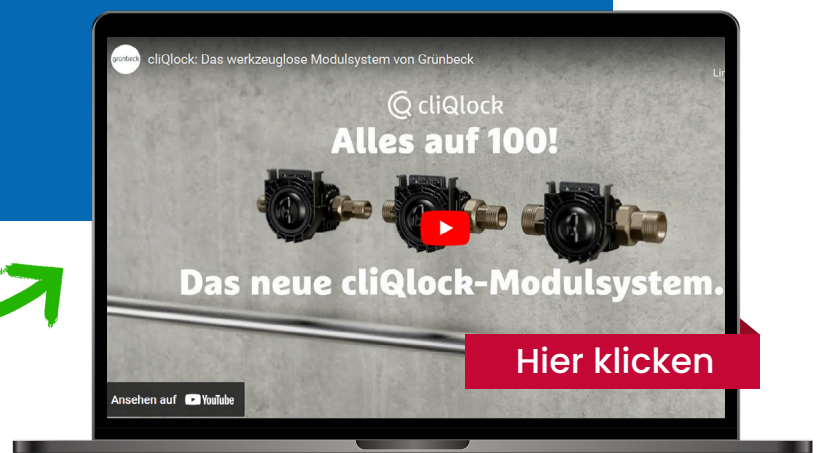 grünbeck
cliQlock: Das werkzeuglose Modulsystem von Grünbeck
cliQlock
Alles auf 100!
Das neue cliQlock-Modulsystem.
Hier klicken
Ansehen auf YouTube